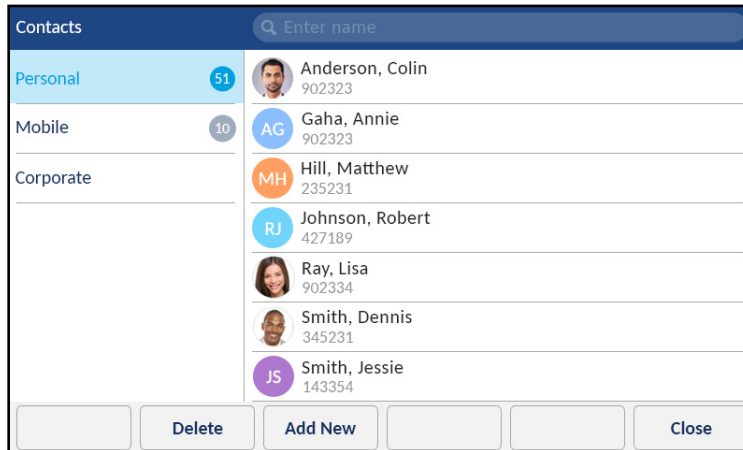 Contacts
Enter name
Personal 51
Mobile 10
Corporate
Anderson, Colin
902323
AG
Gaha, Annie
902323
MH
Hill, Matthew
235231
RJ
Johnson, Robert
427189
Ray, Lisa
902334
Smith, Dennis
345231
JS
Smith, Jessie
143354
Delete
Add New
Close